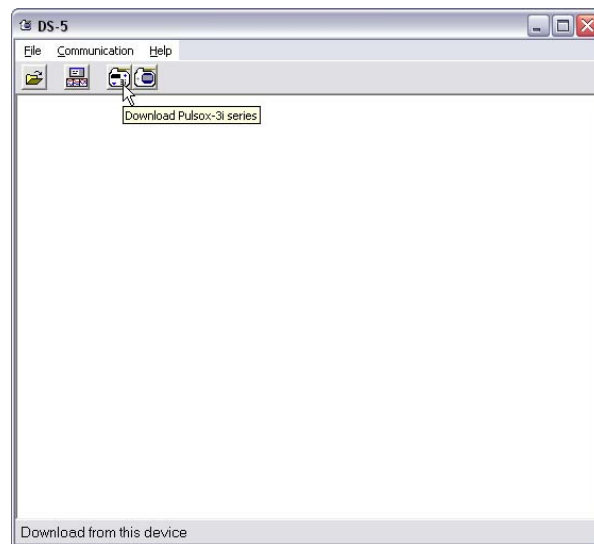 DS-5
File Communication Help
Download Pulsox-3i series
Download from this device